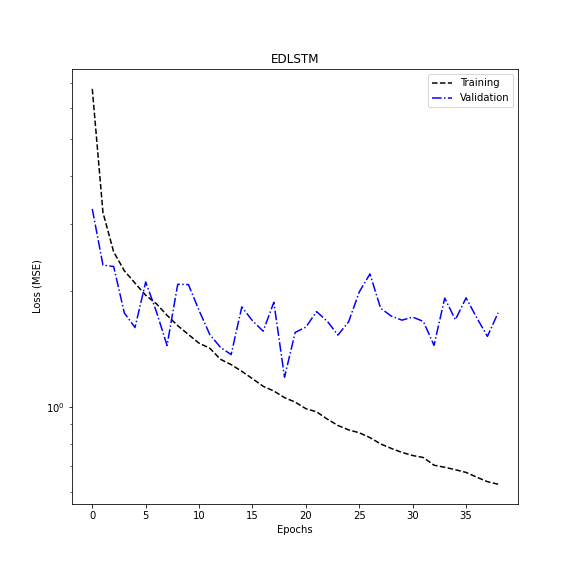 EDLSTM
Training
Validation
Loss (MSE)
10⁰
0 5 10 15 20 25 30 35
Epochs